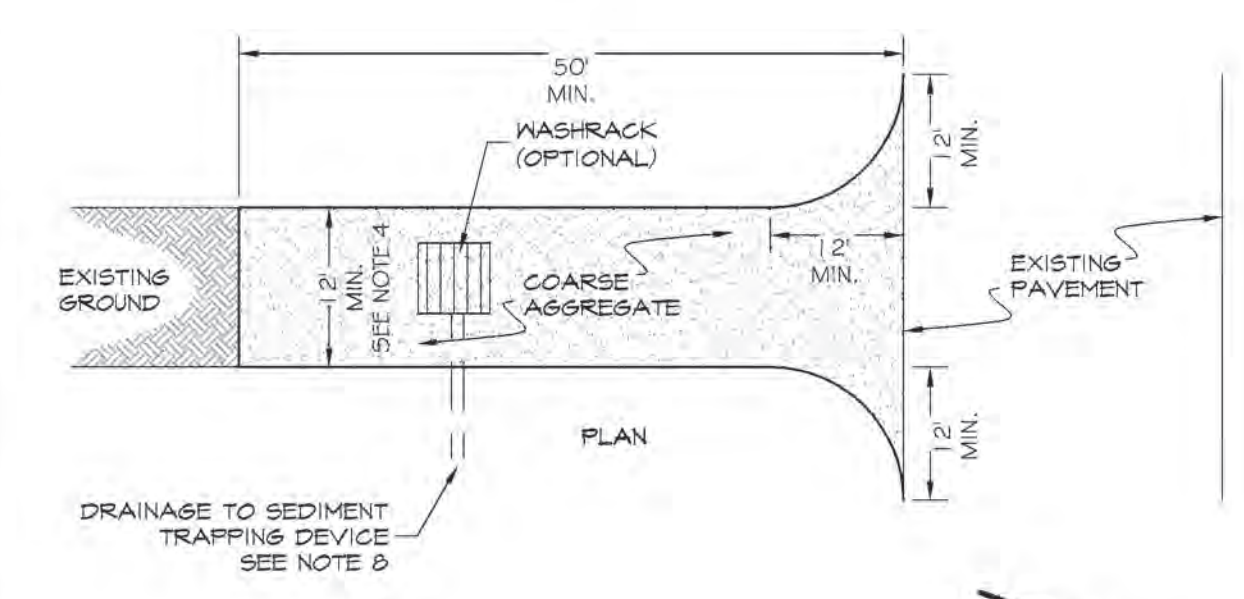 50'
MIN.
WASHRACK
(OPTIONAL)
12'
MIN.
EXISTING
GROUND
12'
MIN.
SEE NOTE 4
COARSE
AGGREGATE
12'
MIN.
EXISTING
PAVEMENT
12'
MIN.
PLAN
DRAINAGE TO SEDIMENT
TRAPPING DEVICE
SEE NOTE 8